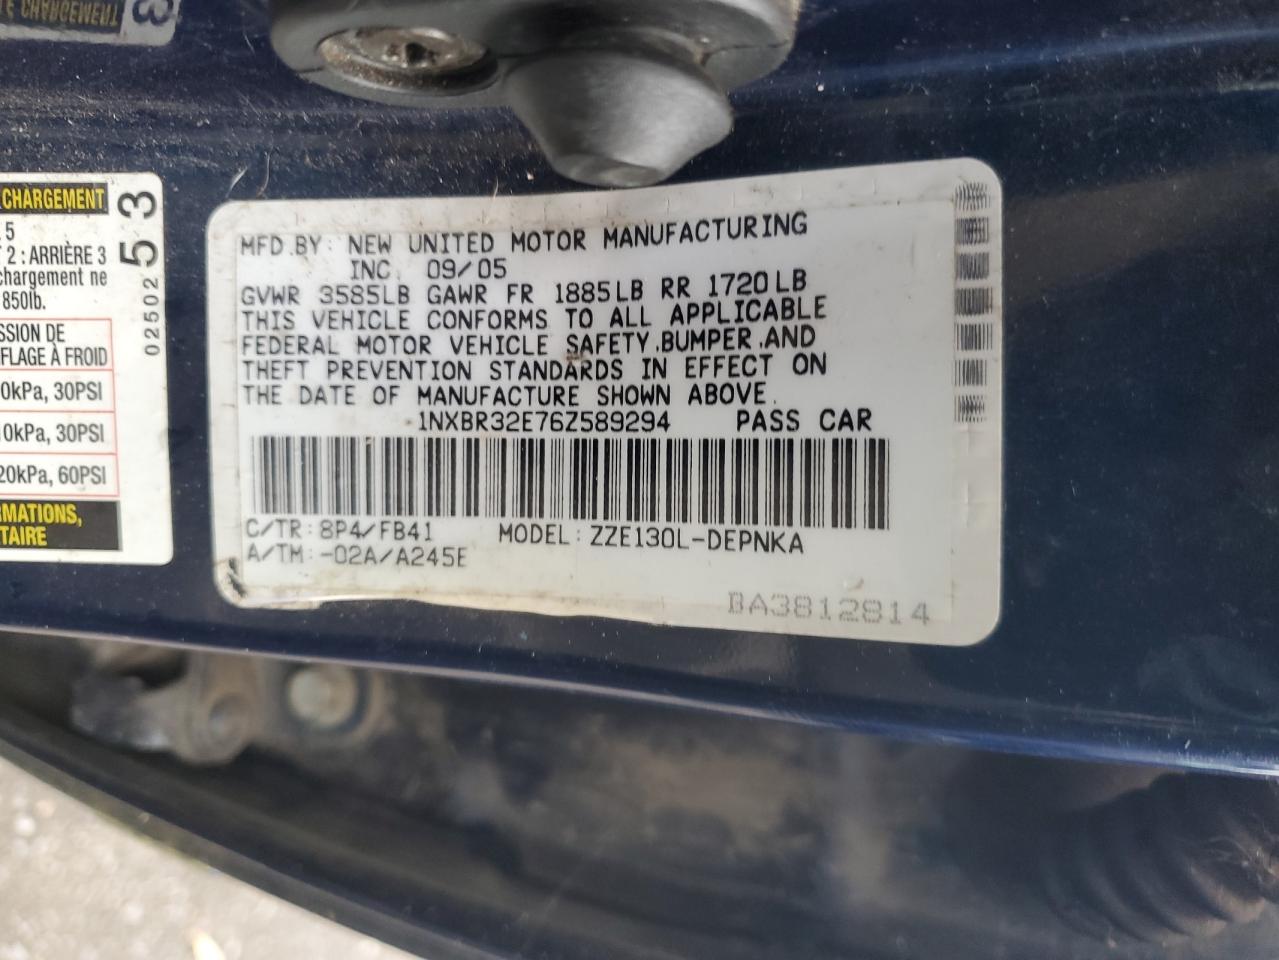 CHARGEMENT
CHARGEMENT
5
2 : ARRIÈRE 3
chargement ne
850lb.
SSION DE
FLAGE À FROID
0kPa, 30PSI
0kPa, 30PSI
20kPa, 60PSI
RMATIONS,
TAIRE
02502 53
MFD.BY: NEW UNITED MOTOR MANUFACTURING
INC. 09/05
GVWR 3585LB GAWR FR 1885LB RR 1720LB
THIS VEHICLE CONFORMS TO ALL APPLICABLE
FEDERAL MOTOR VEHICLE SAFETY,BUMPER,AND
THEFT PREVENTION STANDARDS IN EFFECT ON
THE DATE OF MANUFACTURE SHOWN ABOVE.
1NXBR32E76Z589294 PASS CAR
C/TR: 8P4/FB41 MODEL: ZZE130L-DEPNKA
A/TM:-02A/A245E
BA3812814